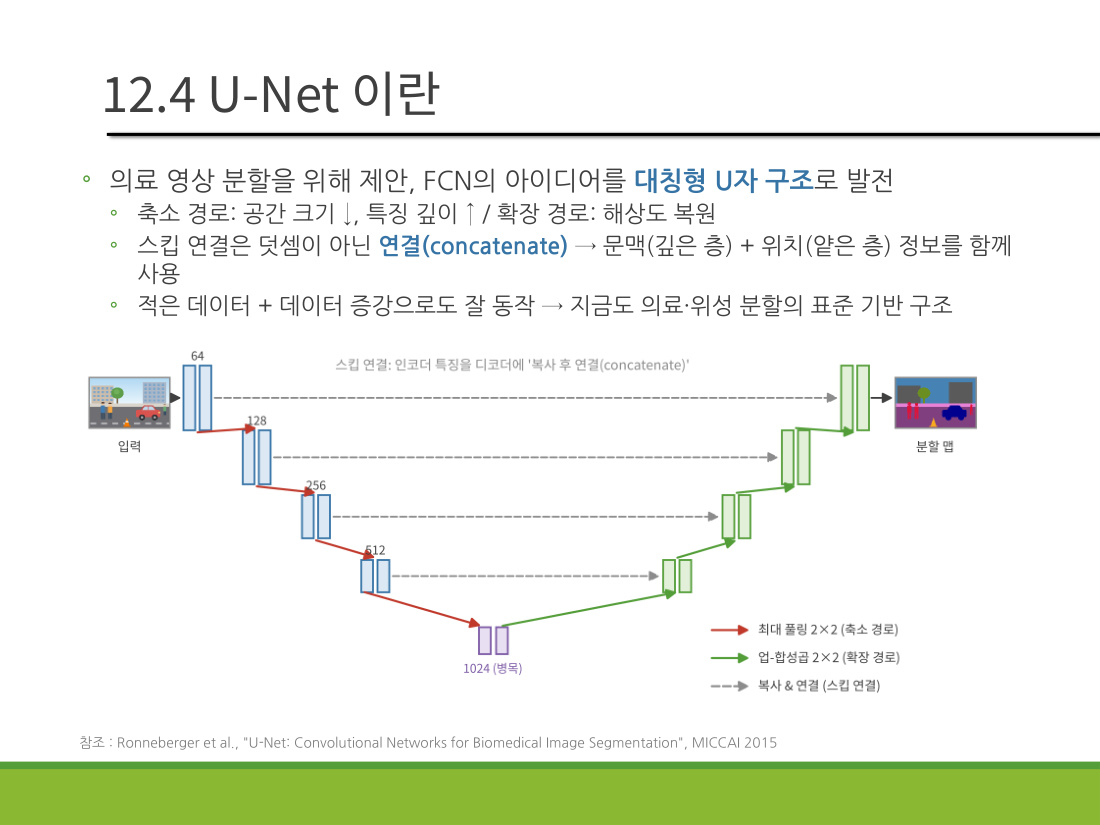 12.4 U-Net 이란
의료 영상 분할을 위해 제안, FCN의 아이디어를 대칭형 U자 구조로 발전
축소 경로: 공간 크기↓, 특징 깊이↑ / 확장 경로: 해상도 복원
스킵 연결은 덧셈이 아닌 연결(concatenate) → 문맥(깊은 층) + 위치(얕은 층) 정보를 함께
사용
적은 데이터 + 데이터 증강으로도 잘 동작 → 지금도 의료·위성 분할의 표준 기반 구조
64
스킵 연결: 인코더 특징을 디코더에 '복사 후 연결(concatenate)'
128
입력
분할 맵
256
512
최대 풀링 2×2 (축소 경로)
업-합성곱 2×2 (확장 경로)
1024 (병목)
복사 & 연결 (스킵 연결)
참조 : Ronneberger et al., "U-Net: Convolutional Networks for Biomedical Image Segmentation", MICCAI 2015